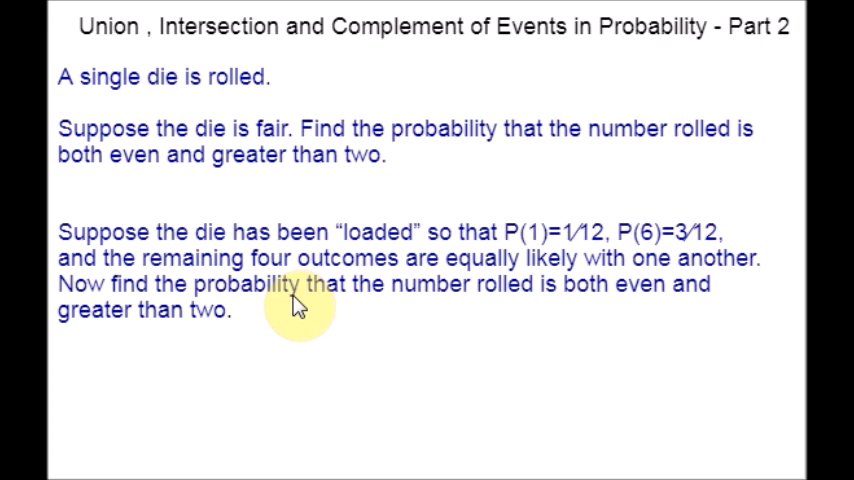 Union , Intersection and Complement of Events in Probability - Part 2
A single die is rolled.
Suppose the die is fair. Find the probability that the number rolled is
both even and greater than two.
Suppose the die has been “loaded” so that P(1)=1⁄12, P(6)=3⁄12,
and the remaining four outcomes are equally likely with one another.
Now find the probability that the number rolled is both even and
greater than two.